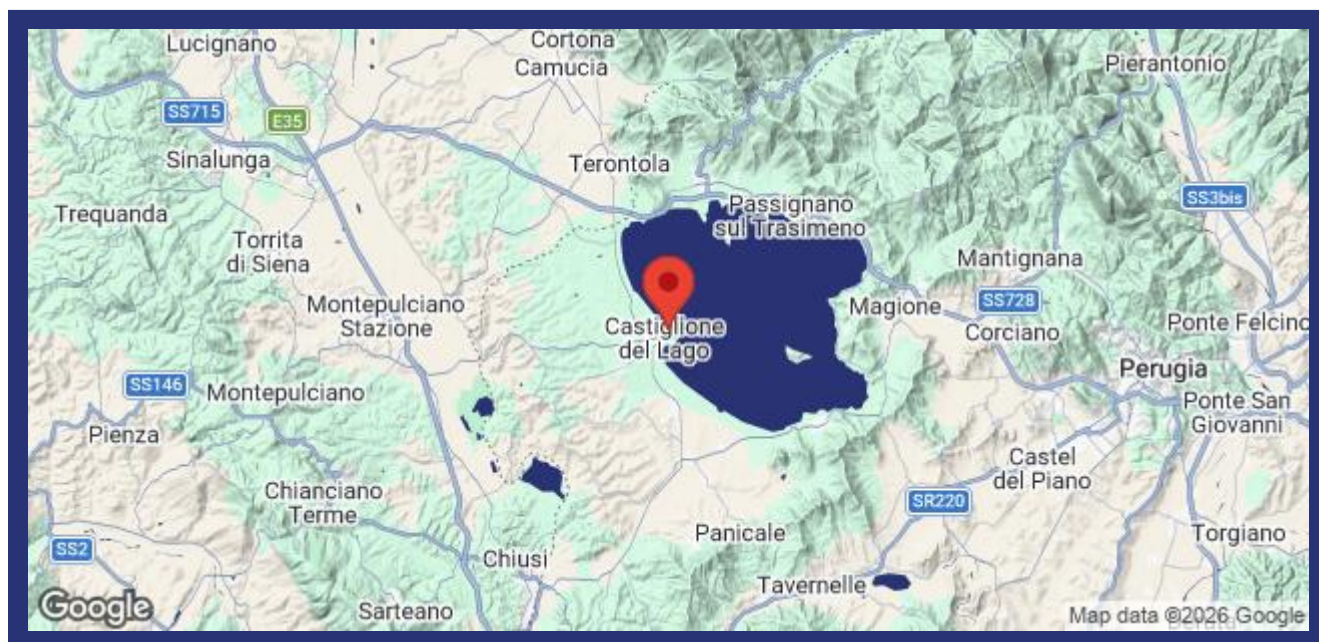 Lucignano
Cortona
Camucia
Pierantonio
SS715
E35
Sinalunga
Terontola
SS3bis
Trequanda
Passignano
sul Trasimeno
Torrita
di Siena
Mantignana
Montepulciano
Stazione
Magione
SS728
Corciano
Ponte Felcino
Castiglione
del Lago
Perugia
SS146
Montepulciano
Ponte San
Giovanni
Pienza
Castel
del Piano
Chianciano
Terme
SR220
Panicale
Torgiano
SS2
Chiusi
Tavernelle
Sarteano
Google
Map data ©2026 Google